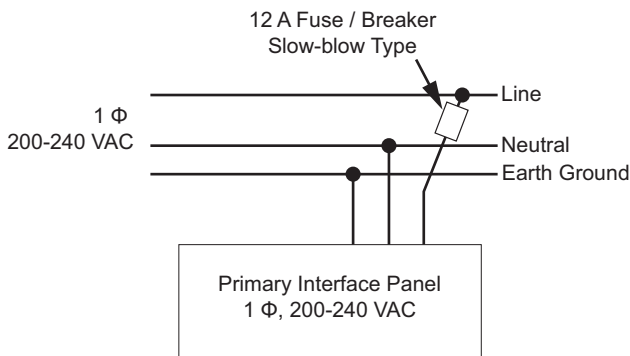 12 A Fuse / Breaker
Slow-blow Type
Line
1 Φ
200-240 VAC
Neutral
Earth Ground
Primary Interface Panel
1 Φ, 200-240 VAC